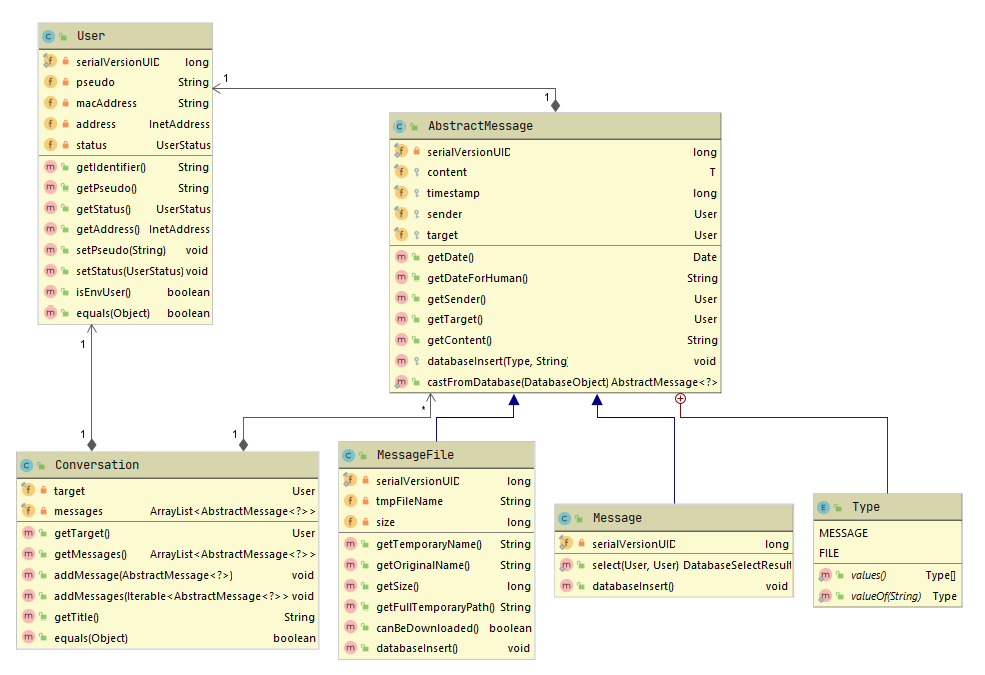 User
serialVersionUID long
pseudo String
macAddress String
address InetAddress
status UserStatus
getIdentifier() String
getPseudo() String
getStatus() UserStatus
getAddress() InetAddress
setPseudo(String) void
setStatus(UserStatus) void
isEnvUser() boolean
equals(Object) boolean
1
1
AbstractMessage
serialVersionUID long
content T
timestamp long
sender User
target User
getDate() Date
getDateForHuman() String
getSender() User
getTarget() User
getContent() String
databaseInsert(Type, String) void
castFromDatabase(DatabaseObject) AbstractMessage<?>
1
1
*
1
Conversation
target User
messages ArrayList<AbstractMessage<?>>
getTarget() User
getMessages() ArrayList<AbstractMessage<?>>
addMessage(AbstractMessage<?>) void
addMessages(Iterable<AbstractMessage<?>>) void
getTitle() String
equals(Object) boolean
MessageFile
serialVersionUID long
tmpFileName String
size long
getTemporaryName() String
getOriginalName() String
getSize() long
getFullTemporaryPath() String
canBeDownloaded() boolean
databaseInsert() void
Message
serialVersionUID long
select(User, User) DatabaseSelectResult
databaseInsert() void
Type
MESSAGE
FILE
values() Type[]
valueOf(String) Type